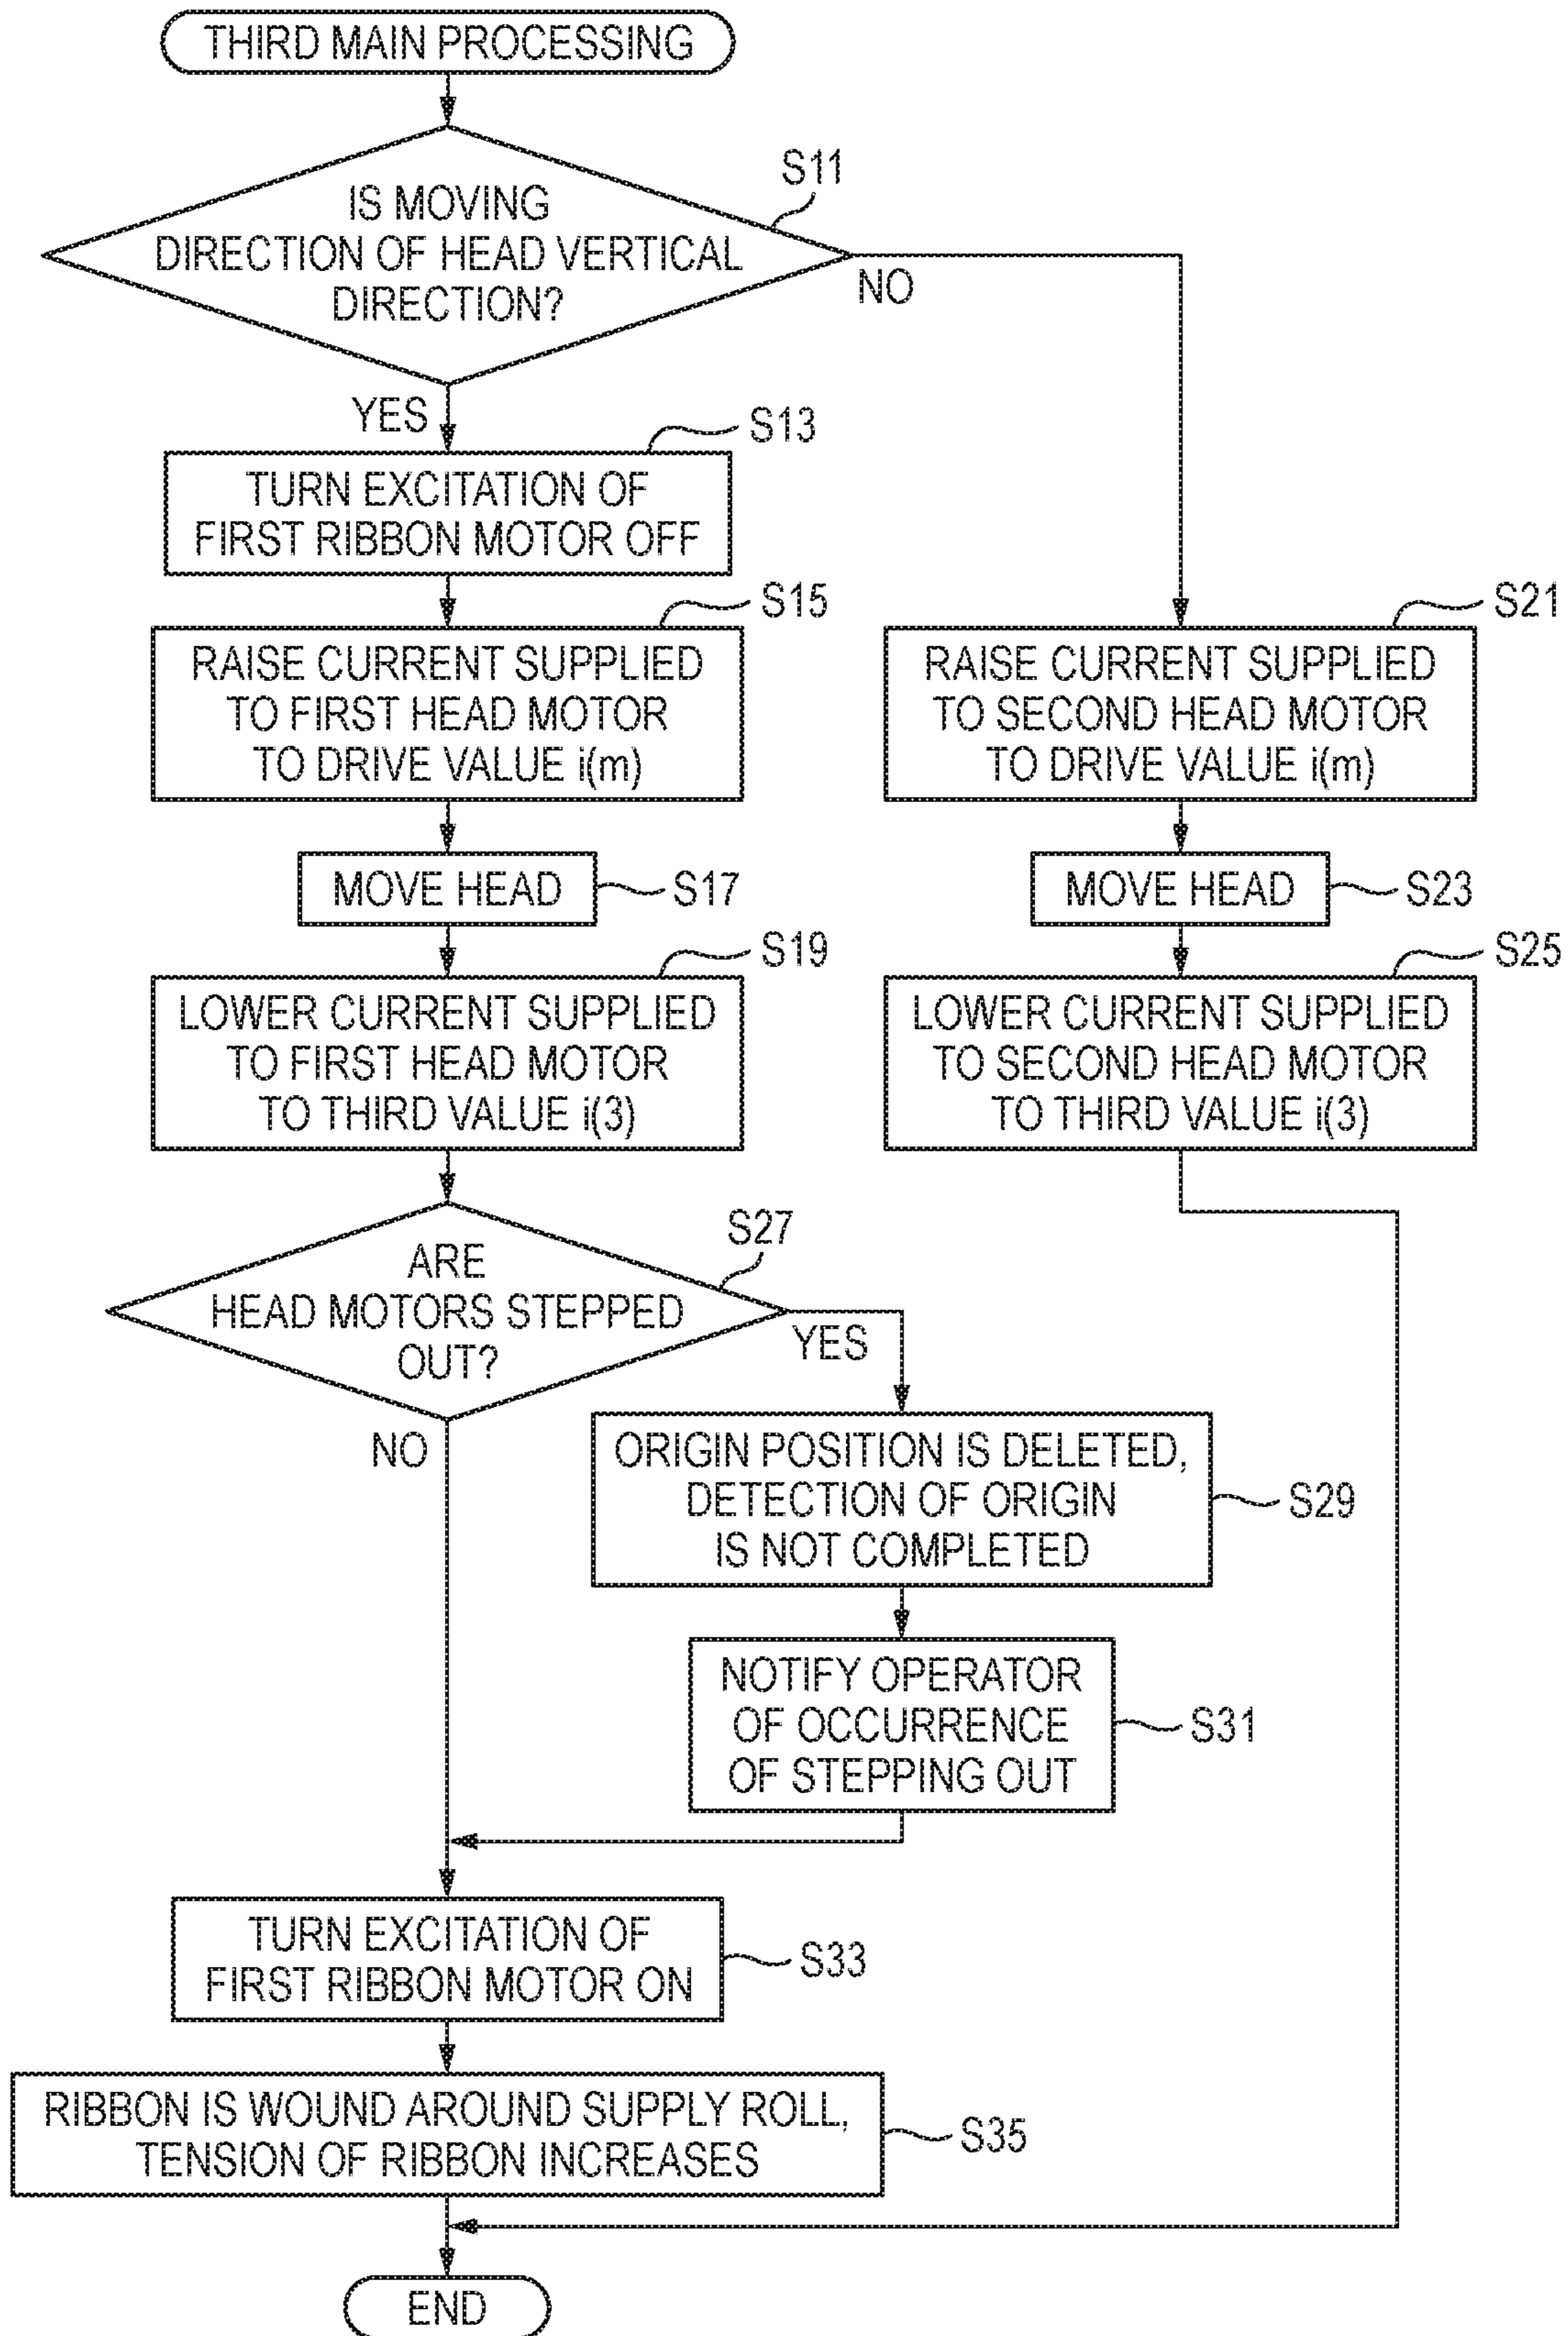 THIRD MAIN PROCESSING
S11
IS MOVING
DIRECTION OF HEAD VERTICAL
DIRECTION?
NO
YES
S13
TURN EXCITATION OF
FIRST RIBBON MOTOR OFF
S15
RAISE CURRENT SUPPLIED
TO FIRST HEAD MOTOR
TO DRIVE VALUE i(m)
S21
RAISE CURRENT SUPPLIED
TO SECOND HEAD MOTOR
TO DRIVE VALUE i(m)
MOVE HEAD
S17
MOVE HEAD
S23
S19
LOWER CURRENT SUPPLIED
TO FIRST HEAD MOTOR
TO THIRD VALUE i(3)
S25
LOWER CURRENT SUPPLIED
TO SECOND HEAD MOTOR
TO THIRD VALUE i(3)
S27
ARE
HEAD MOTORS STEPPED
OUT?
YES
NO
ORIGIN POSITION IS DELETED,
DETECTION OF ORIGIN
IS NOT COMPLETED
S29
NOTIFY OPERATOR
OF OCCURRENCE
OF STEPPING OUT
S31
TURN EXCITATION OF
FIRST RIBBON MOTOR ON
S33
RIBBON IS WOUND AROUND SUPPLY ROLL,
TENSION OF RIBBON INCREASES
S35
END